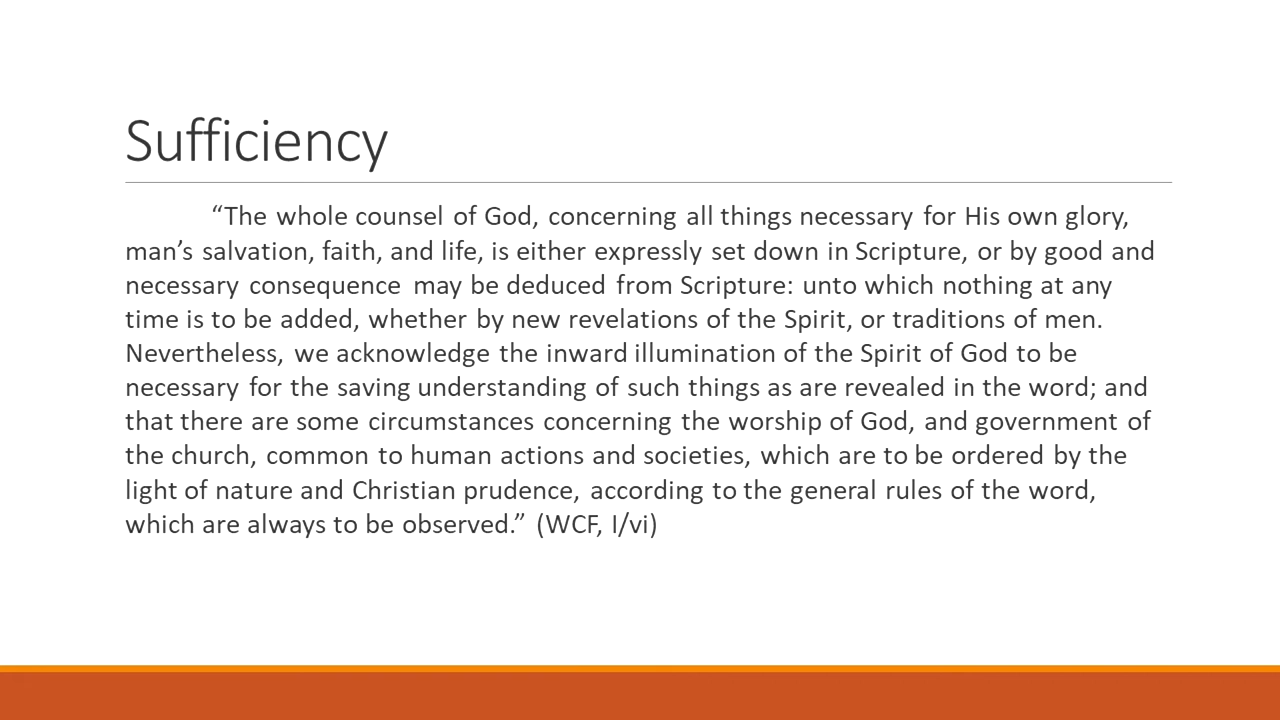 Sufficiency
“The whole counsel of God, concerning all things necessary for His own glory,
man’s salvation, faith, and life, is either expressly set down in Scripture, or by good and
necessary consequence may be deduced from Scripture: unto which nothing at any
time is to be added, whether by new revelations of the Spirit, or traditions of men.
Nevertheless, we acknowledge the inward illumination of the Spirit of God to be
necessary for the saving understanding of such things as are revealed in the word; and
that there are some circumstances concerning the worship of God, and government of
the church, common to human actions and societies, which are to be ordered by the
light of nature and Christian prudence, according to the general rules of the word,
which are always to be observed.” (WCF, I/vi)